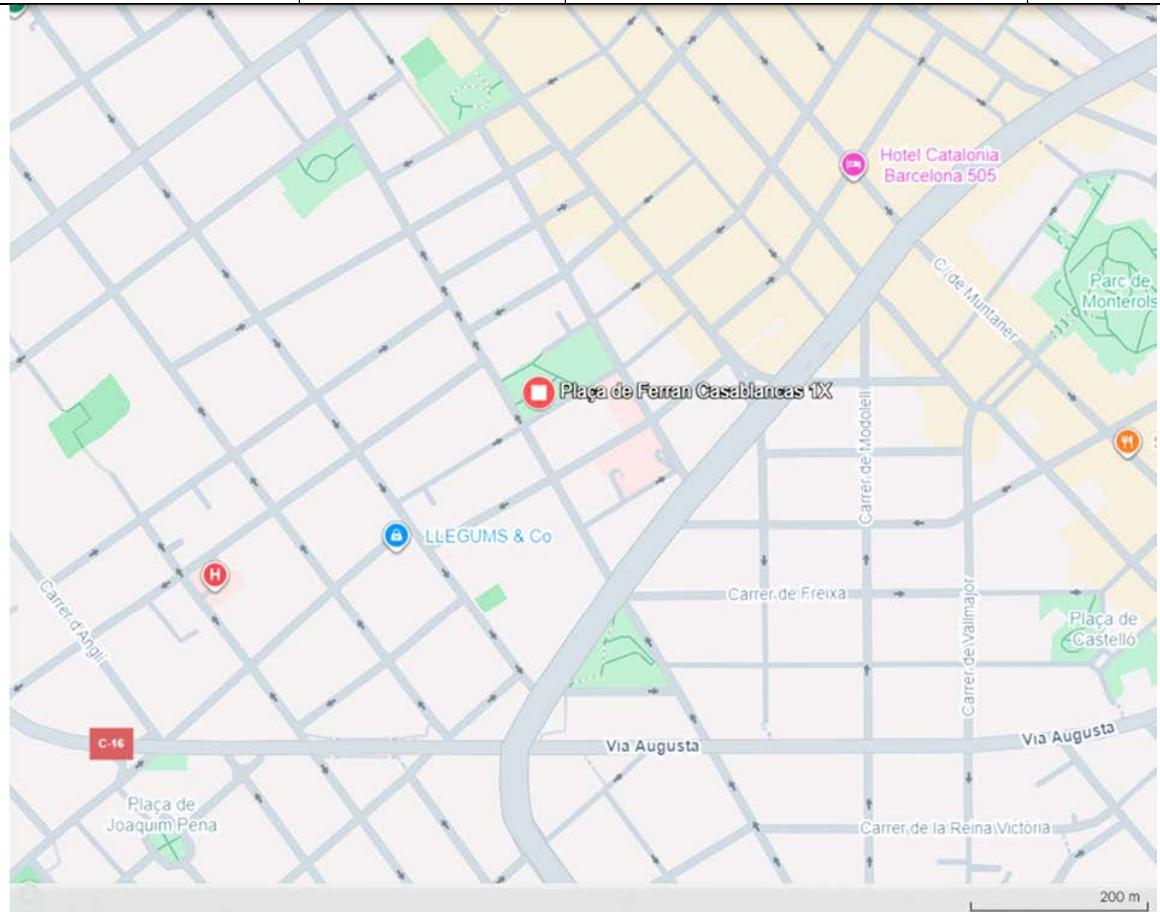 Hotel Catalonia
Barcelona 505
C/ de Muntaner
Parc de
Monterols
Plaça de Ferran Casablancas 1X
Carrer de Modolell
LLEGUMS & Co
H
Carrer d'Anglí
Carrer de Freixa
Carrer de Vallmajor
Plaça de
Castelló
C-16
Via Augusta
Via Augusta
Plaça de
Joaquim Pena
Carrer de la Reina Victòria
200 m